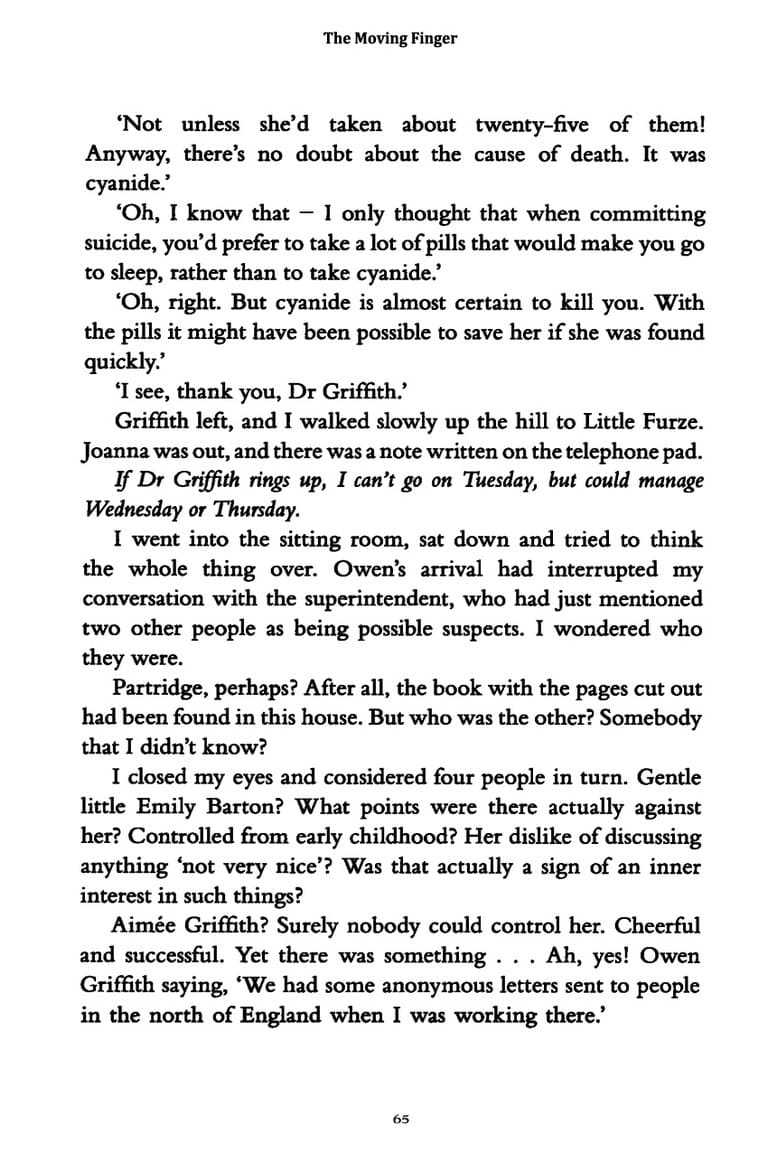 The Moving Finger
‘Not unless she’d taken about twenty-five of them!
Anyway, there’s no doubt about the cause of death. It was
cyanide.’
‘Oh, I know that – I only thought that when committing
suicide, you’d prefer to take a lot of pills that would make you go
to sleep, rather than to take cyanide.’
‘Oh, right. But cyanide is almost certain to kill you. With
the pills it might have been possible to save her if she was found
quickly.’
‘I see, thank you, Dr Griffith.’
Griffith left, and I walked slowly up the hill to Little Furze.
Joanna was out, and there was a note written on the telephone pad.
If Dr Griffith rings up, I can’t go on Tuesday, but could manage
Wednesday or Thursday.
I went into the sitting room, sat down and tried to think
the whole thing over. Owen’s arrival had interrupted my
conversation with the superintendent, who had just mentioned
two other people as being possible suspects. I wondered who
they were.
Partridge, perhaps? After all, the book with the pages cut out
had been found in this house. But who was the other? Somebody
that I didn’t know?
I closed my eyes and considered four people in turn. Gentle
little Emily Barton? What points were there actually against
her? Controlled from early childhood? Her dislike of discussing
anything ‘not very nice’? Was that actually a sign of an inner
interest in such things?
Aimée Griffith? Surely nobody could control her. Cheerful
and successful. Yet there was something . . . Ah, yes! Owen
Griffith saying, ‘We had some anonymous letters sent to people
in the north of England when I was working there.’
65